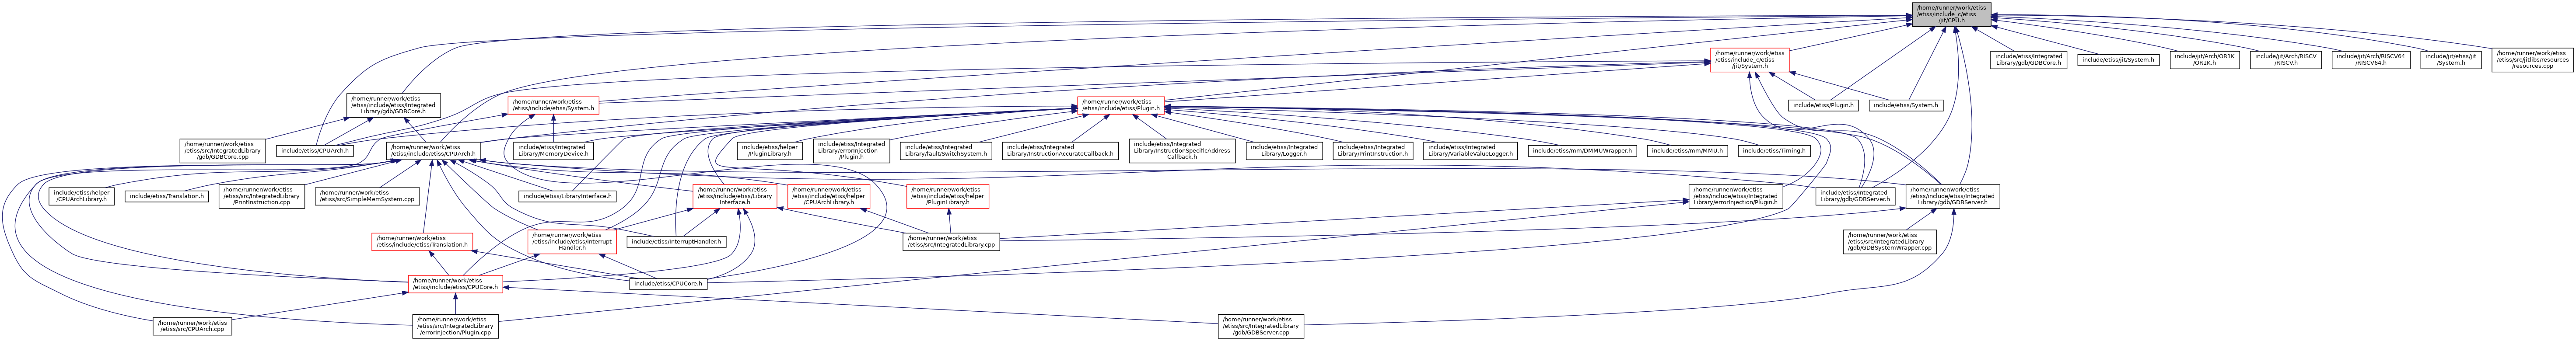 /home/runner/work/etiss
/etiss/include_c/etiss
/jit/CPU.h
/home/runner/work/etiss
/etiss/include_c/etiss
/jit/System.h
include/etiss/Integrated
Library/gdb/GDBCore.h
include/etiss/jit/System.h
include/jit/Arch/OR1K
/OR1K.h
include/jit/Arch/RISCV
/RISCV.h
include/jit/Arch/RISCV64
/RISCV64.h
include/jit/etiss/jit
/System.h
/home/runner/work/etiss
/etiss/src/jitlibs/resources
/resources.cpp
/home/runner/work/etiss
/etiss/include/etiss/Integrated
Library/gdb/GDBCore.h
/home/runner/work/etiss
/etiss/include/etiss/System.h
/home/runner/work/etiss
/etiss/include/etiss/Plugin.h
include/etiss/Plugin.h
include/etiss/System.h
/home/runner/work/etiss
/etiss/src/IntegratedLibrary
/gdb/GDBCore.cpp
include/etiss/CPUArch.h
/home/runner/work/etiss
/etiss/include/etiss/CPUArch.h
include/etiss/Integrated
Library/MemoryDevice.h
include/etiss/helper
/PluginLibrary.h
include/etiss/Integrated
Library/errorInjection
/Plugin.h
include/etiss/Integrated
Library/FaultSwitchSystem.h
include/etiss/Integrated
Library/InstructionAccurateCallback.h
include/etiss/Integrated
Library/InstructionSpecificAddress
Callback.h
include/etiss/Integrated
Library/Logger.h
include/etiss/Integrated
Library/PrintInstruction.h
include/etiss/Integrated
Library/VariableValueLogger.h
include/etiss/mm/DMMUWrapper.h
include/etiss/mm/MMU.h
include/etiss/Timing.h
include/etiss/helper
/CPUArchLibrary.h
include/etiss/Translation.h
/home/runner/work/etiss
/etiss/src/IntegratedLibrary
/PrintInstruction.cpp
/home/runner/work/etiss
/etiss/src/SimpleMemSystem.cpp
include/etiss/LibraryInterface.h
/home/runner/work/etiss
/etiss/include/etiss/Library
Interface.h
/home/runner/work/etiss
/etiss/include/etiss/helper
/CPUArchLibrary.h
/home/runner/work/etiss
/etiss/include/etiss/helper
/PluginLibrary.h
/home/runner/work/etiss
/etiss/include/etiss/Integrated
Library/errorInjection/Plugin.h
include/etiss/Integrated
Library/gdb/GDBServer.h
/home/runner/work/etiss
/etiss/include/etiss/Integrated
Library/gdb/GDBServer.h
/home/runner/work/etiss
/etiss/include/etiss/Translation.h
/home/runner/work/etiss
/etiss/include/etiss/Interrupt
Handler.h
include/etiss/InterruptHandler.h
/home/runner/work/etiss
/etiss/src/IntegratedLibrary.cpp
/home/runner/work/etiss
/etiss/src/IntegratedLibrary
/gdb/GDBSystemWrapper.cpp
/home/runner/work/etiss
/etiss/include/etiss/CPUCore.h
include/etiss/CPUCore.h
/home/runner/work/etiss
/etiss/src/CPUArch.cpp
/home/runner/work/etiss
/etiss/src/IntegratedLibrary
/errorInjection/Plugin.cpp
/home/runner/work/etiss
/etiss/src/IntegratedLibrary
/gdb/GDBServer.cpp